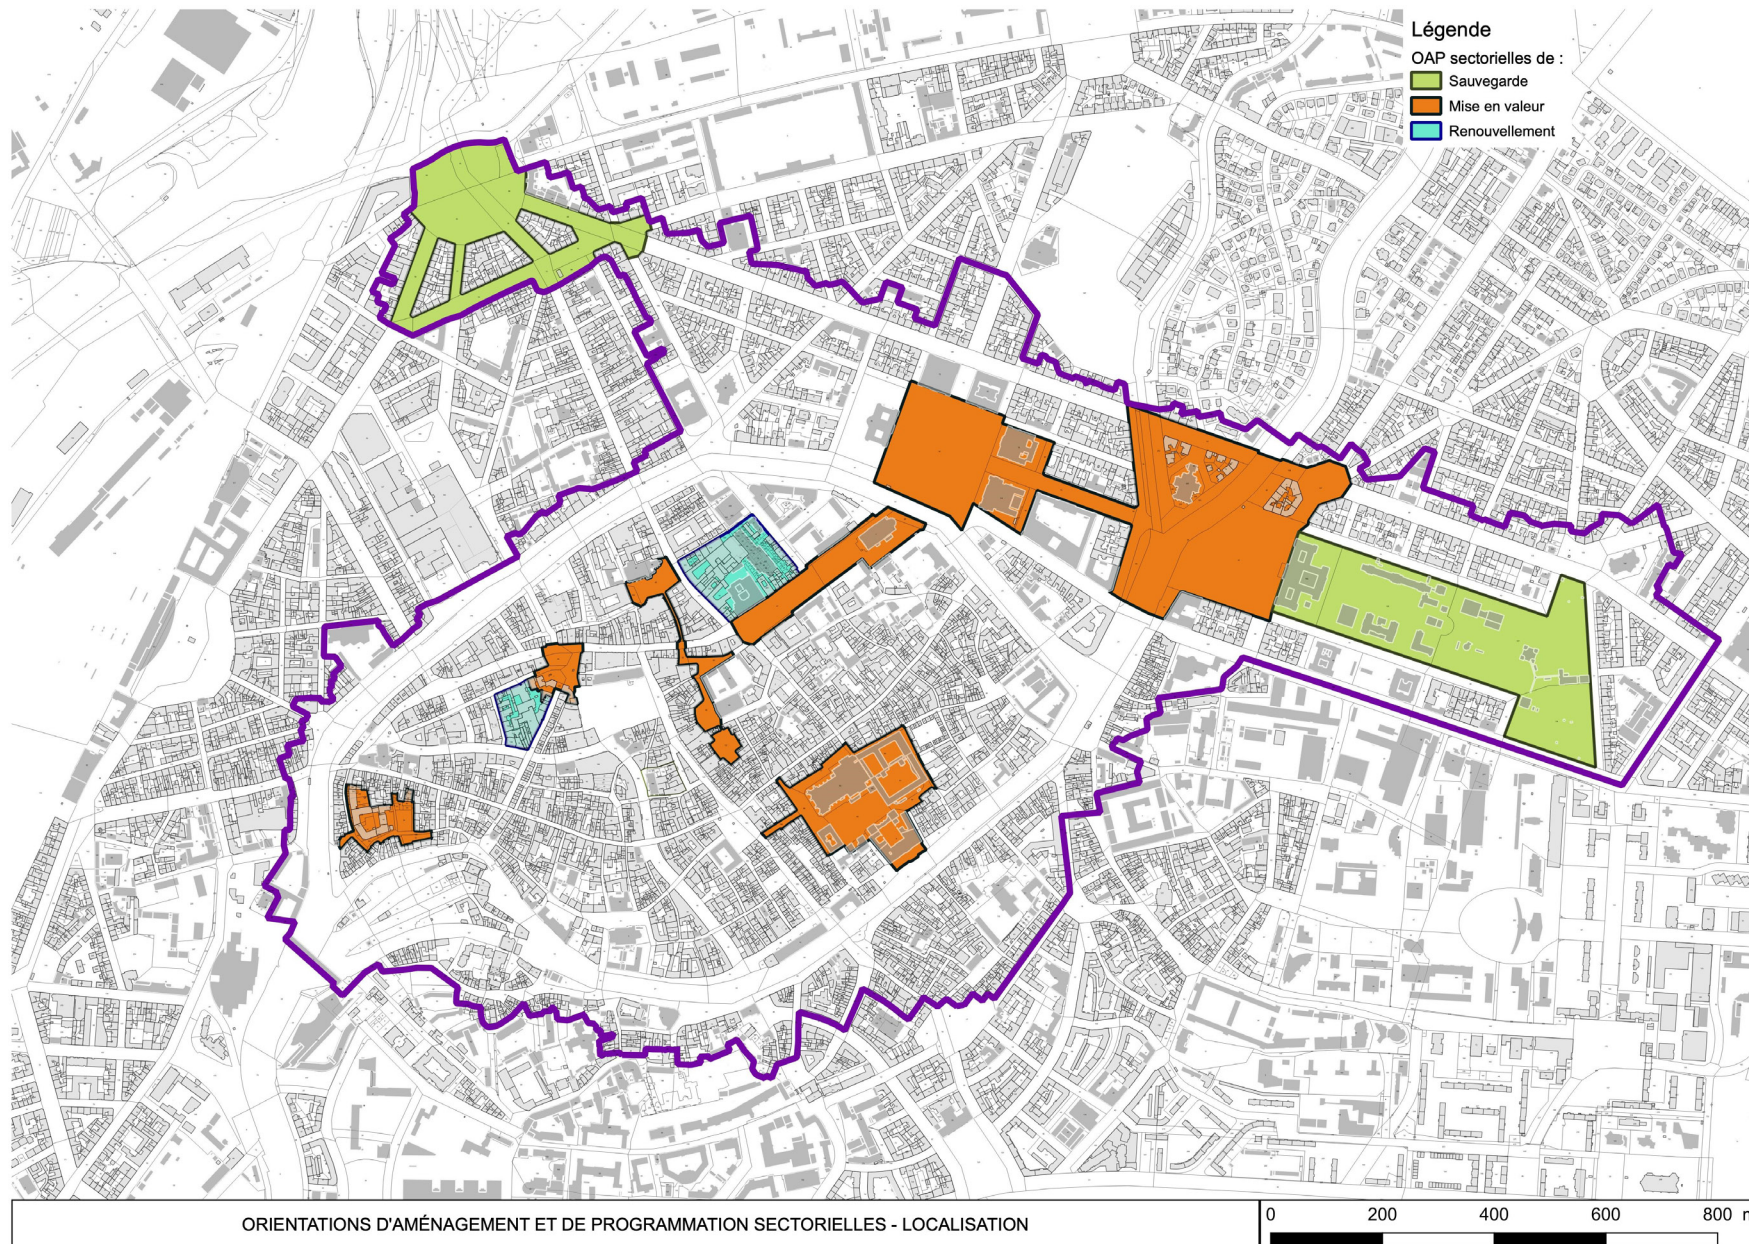 Légende
OAP sectorielles de :
Sauvegarde
Mise en valeur
Renouvellement
ORIENTATIONS D'AMÉNAGEMENT ET DE PROGRAMMATION SECTORIELLES - LOCALISATION
0 200 400 600 800